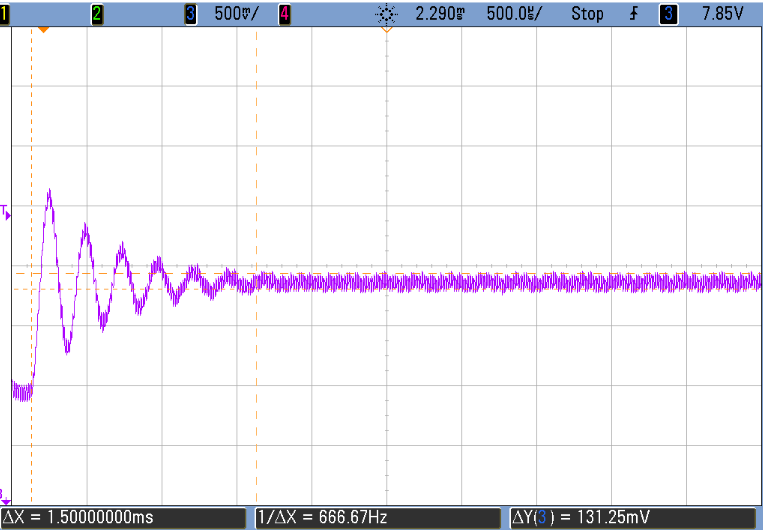 1 2 3 500mV/ 4 2.290ms 500.0us/ Stop 3 7.85V
T
ΔX = 1.50000000ms 1/ΔX = 666.67Hz ΔY(3) = 131.25mV